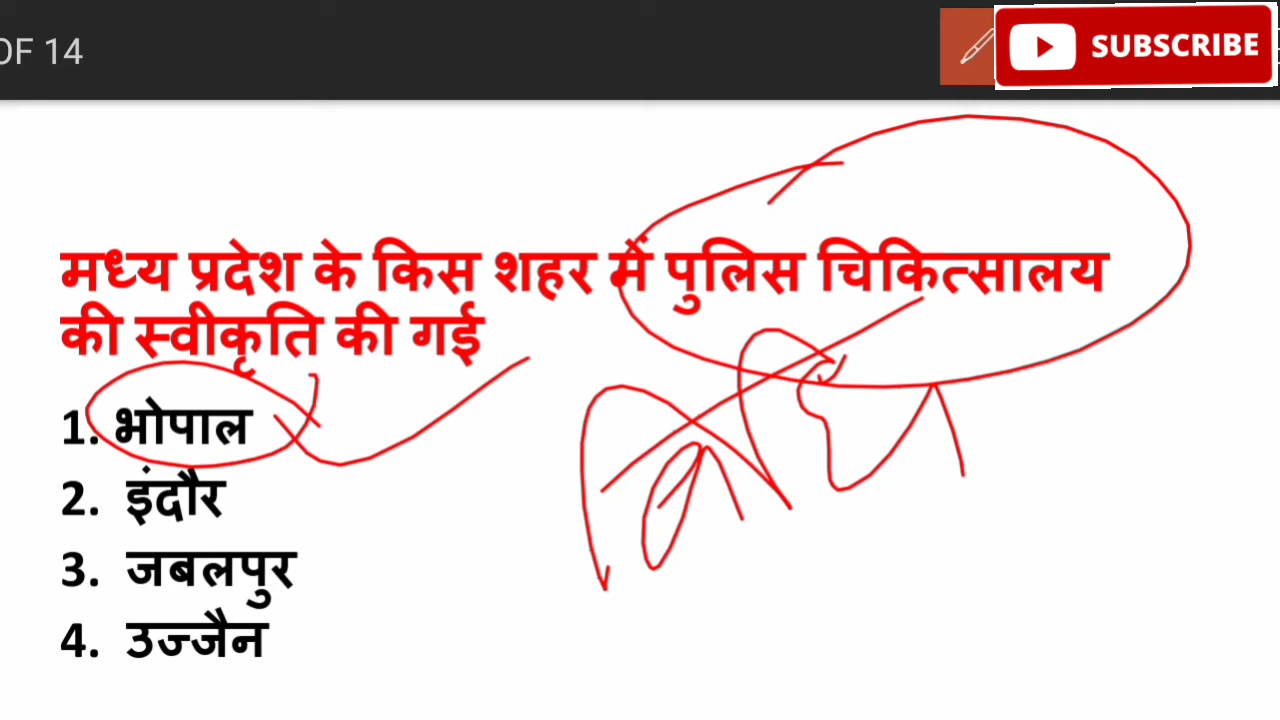 OF 14
SUBSCRIBE
मध्य प्रदेश के किस शहर में पुलिस चिकित्सालय
की स्वीकृति की गई
1. भोपाल
2. इंदौर
3. जबलपुर
4. उज्जैन